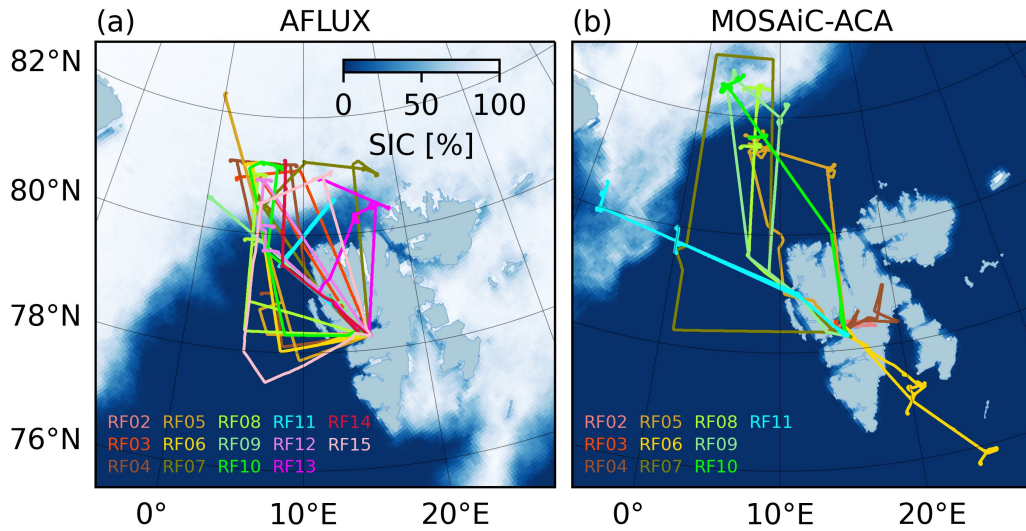 (a) AFLUX
(b) MOSAiC-ACA
82°N
80°N
78°N
76°N
0 50 100
SIC [%]
RF02 RF05 RF08 RF11 RF14
RF03 RF06 RF09 RF12 RF15
RF04 RF07 RF10 RF13
RF02 RF05 RF08 RF11
RF03 RF06 RF09
RF04 RF07 RF10
0° 10°E 20°E
0° 10°E 20°E